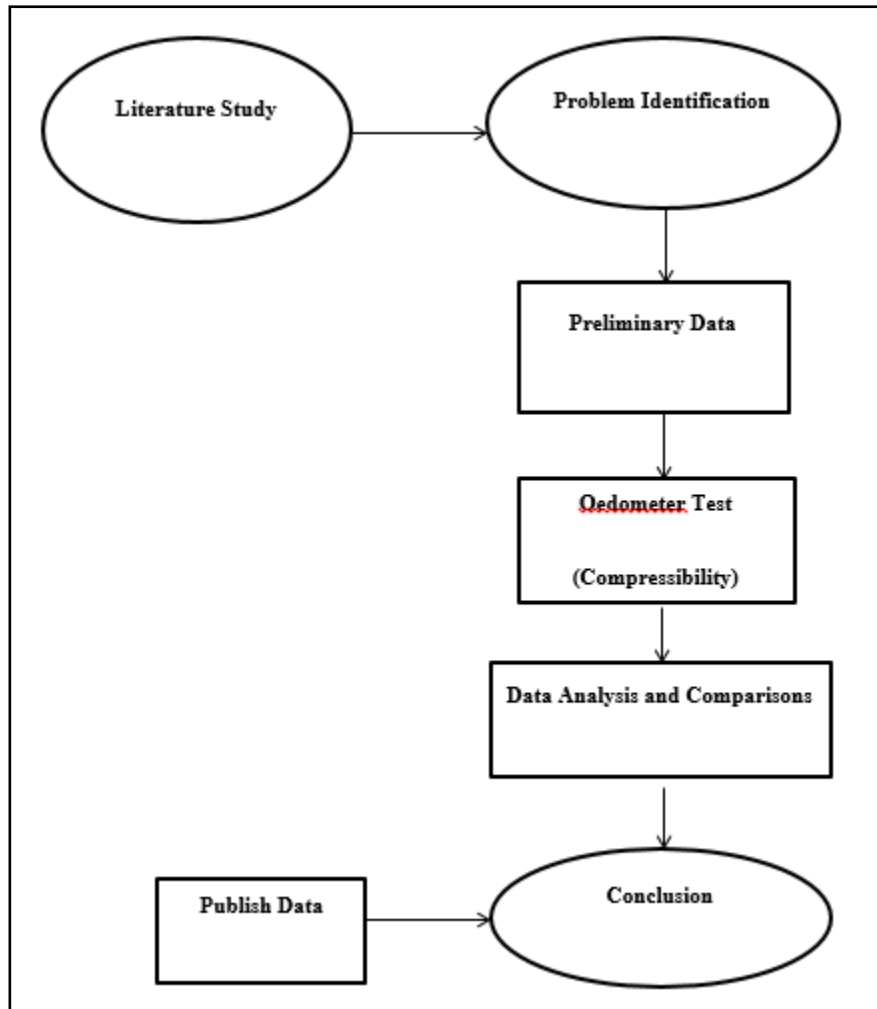 Literature Study
Problem Identification
Preliminary Data
Oedometer Test
(Compressibility)
Data Analysis and Comparisons
Publish Data
Conclusion